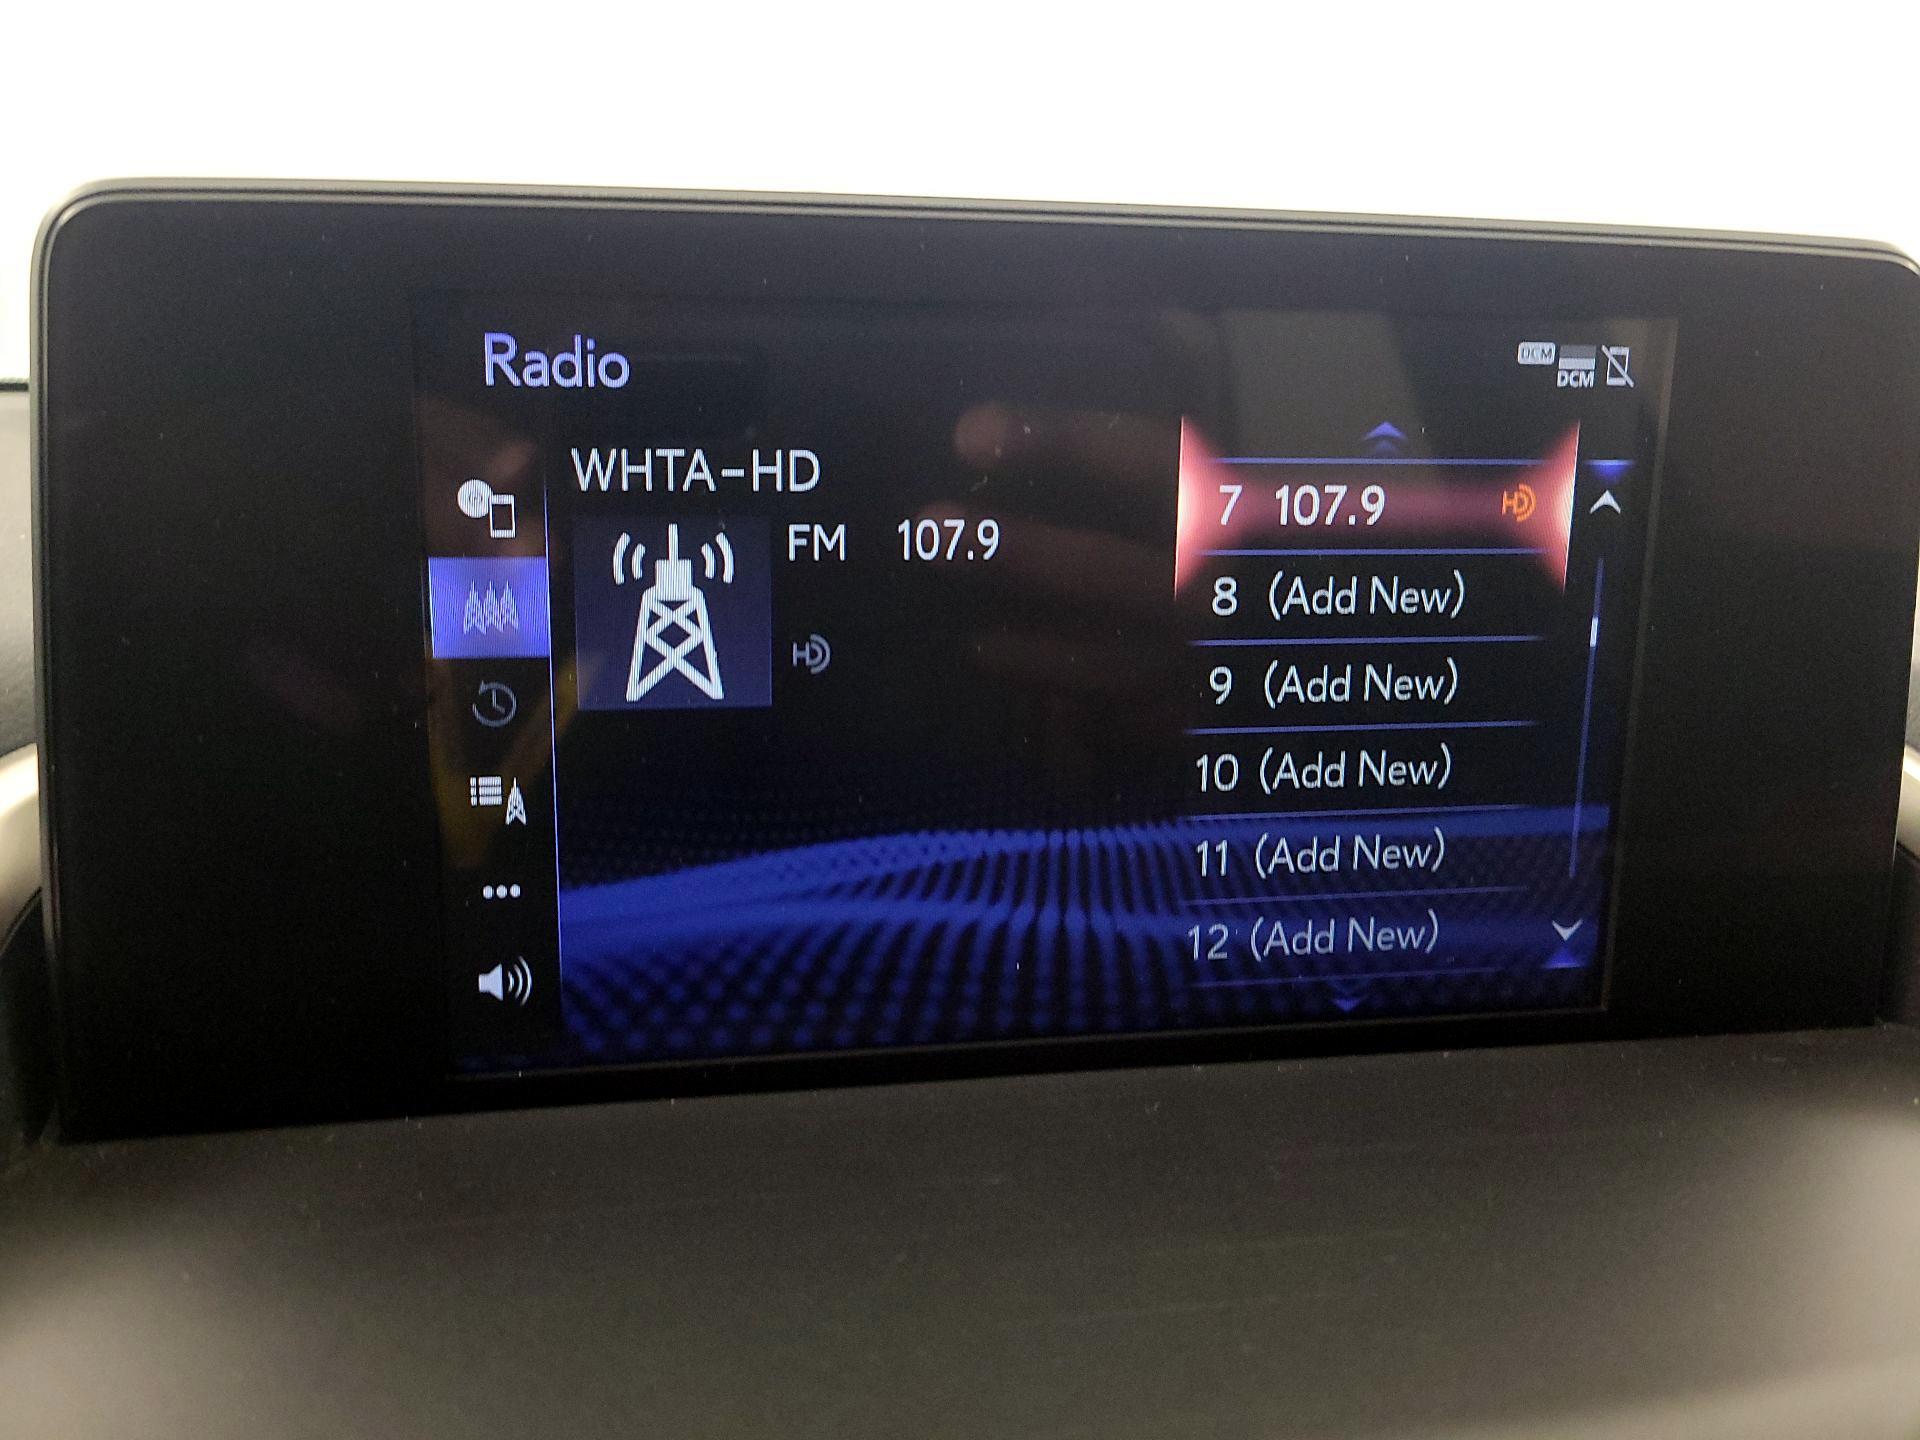 Radio
DCM
DCM
WHTA-HD
FM 107.9
HD
7 107.9 HD
8 (Add New)
9 (Add New)
10 (Add New)
11 (Add New)
12 (Add New)